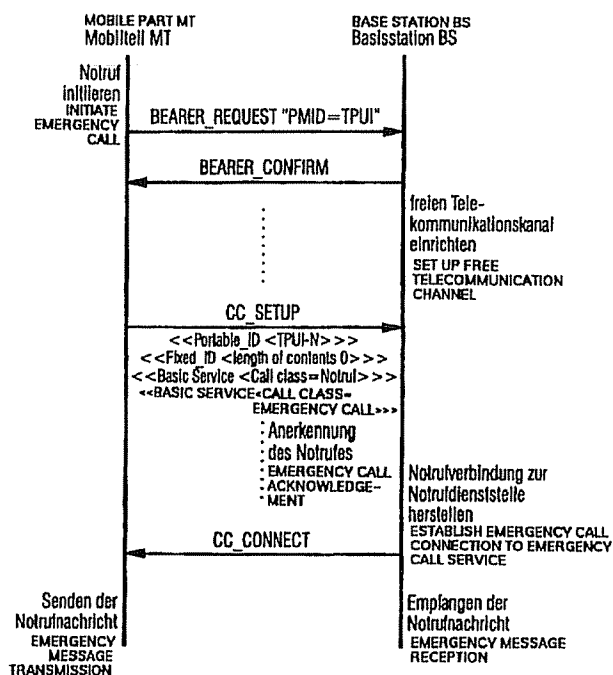 MOBILE PART MT
Mobilteil MT
BASE STATION BS
Basisstation BS
Notruf
initiieren
INITIATE
EMERGENCY
CALL
BEARER_REQUEST "PMID=TPUI"
BEARER_CONFIRM
freien Tele-
kommunikationskanal
einrichten
SET UP FREE
TELECOMMUNICATION
CHANNEL
CC_SETUP
<<Portable_ID <TPUI-N>>>
<<Fixed_ID <length of contents 0>>>
<<Basic Service <Call class=Notruf>>>
<<BASIC SERVICE<CALL CLASS=
EMERGENCY CALL>>>
Anerkennung
des Notrufes
EMERGENCY CALL
ACKNOWLEDGE-
MENT
Notrufverbindung zur
Notrufdienststelle
herstellen
ESTABLISH EMERGENCY CALL
CONNECTION TO EMERGENCY
CALL SERVICE
CC_CONNECT
Senden der
Notrufnachricht
EMERGENCY
MESSAGE
TRANSMISSION
Empfangen der
Notrufnachricht
EMERGENCY MESSAGE
RECEPTION